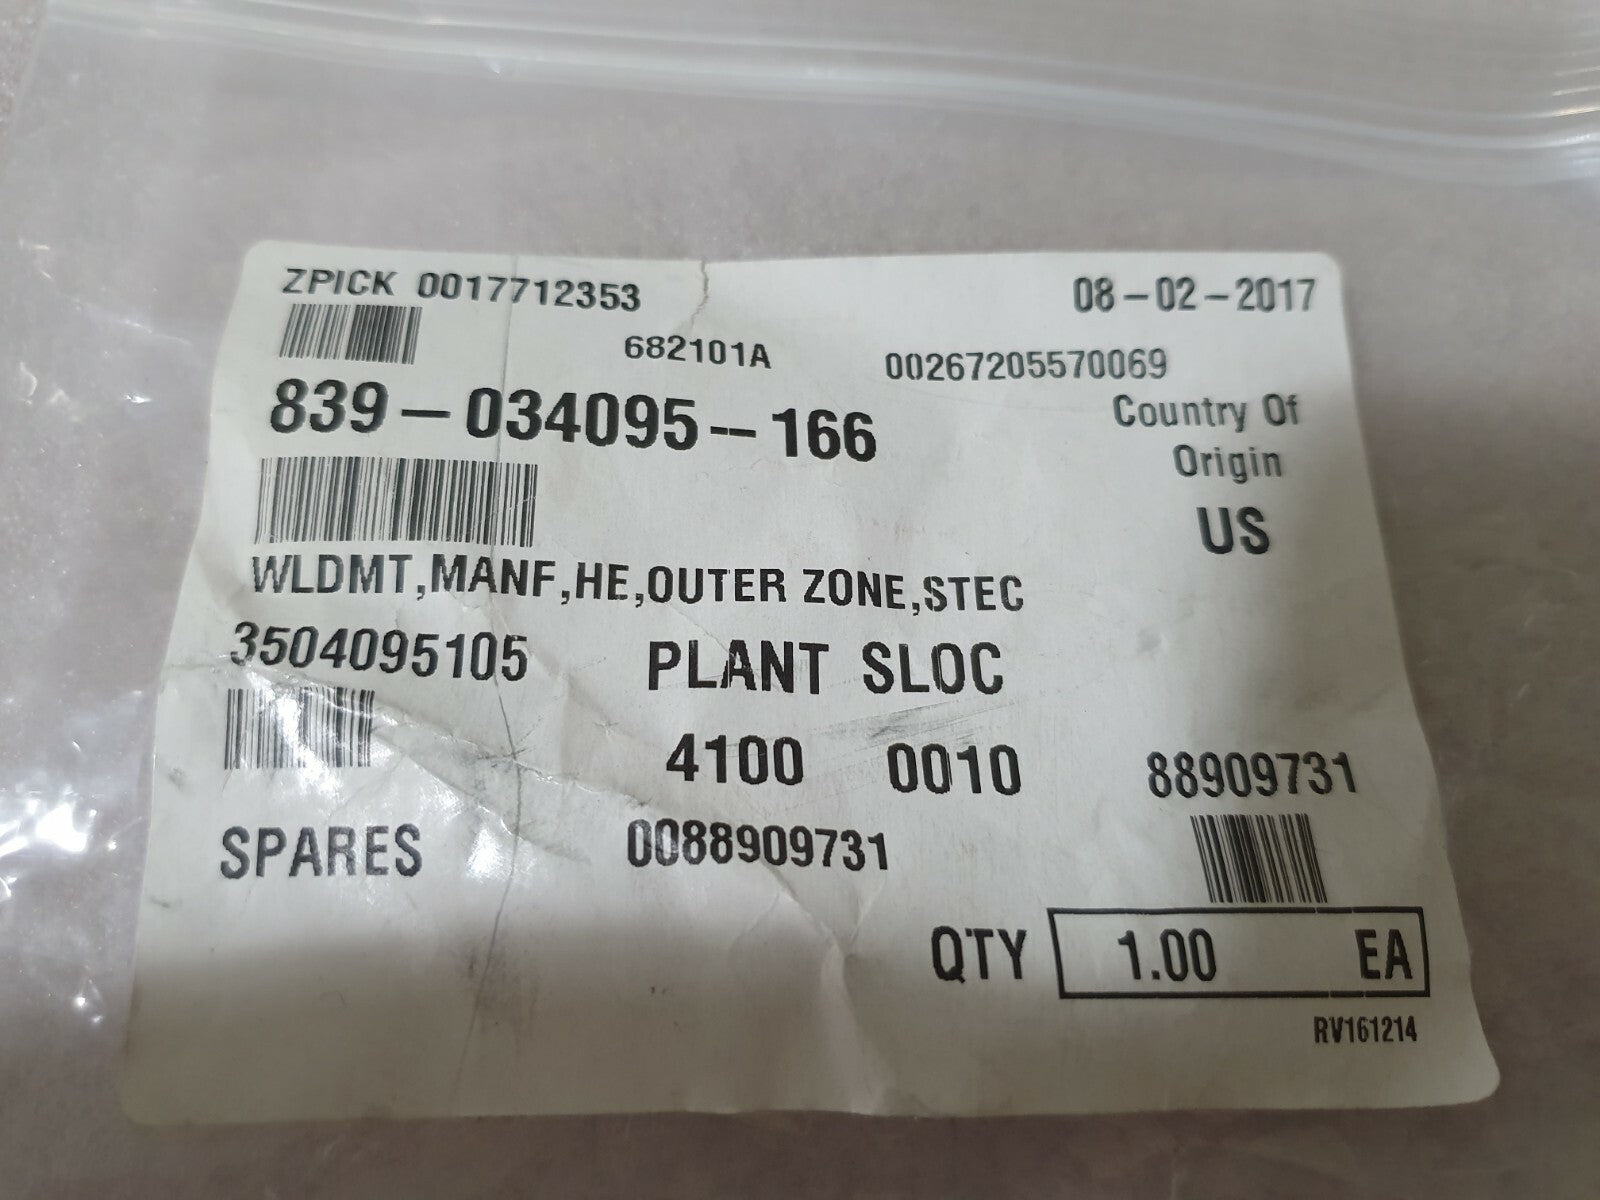 ZPICK 0017712353
08-02-2017
682101A
00267205570069
839-034095--166
Country Of
Origin
US
WLDMT,MANF,HE,OUTER ZONE,STEC
3504095105
PLANT SLOC
4100 0010
88909731
SPARES
0088909731
QTY 1.00 EA
RV161214